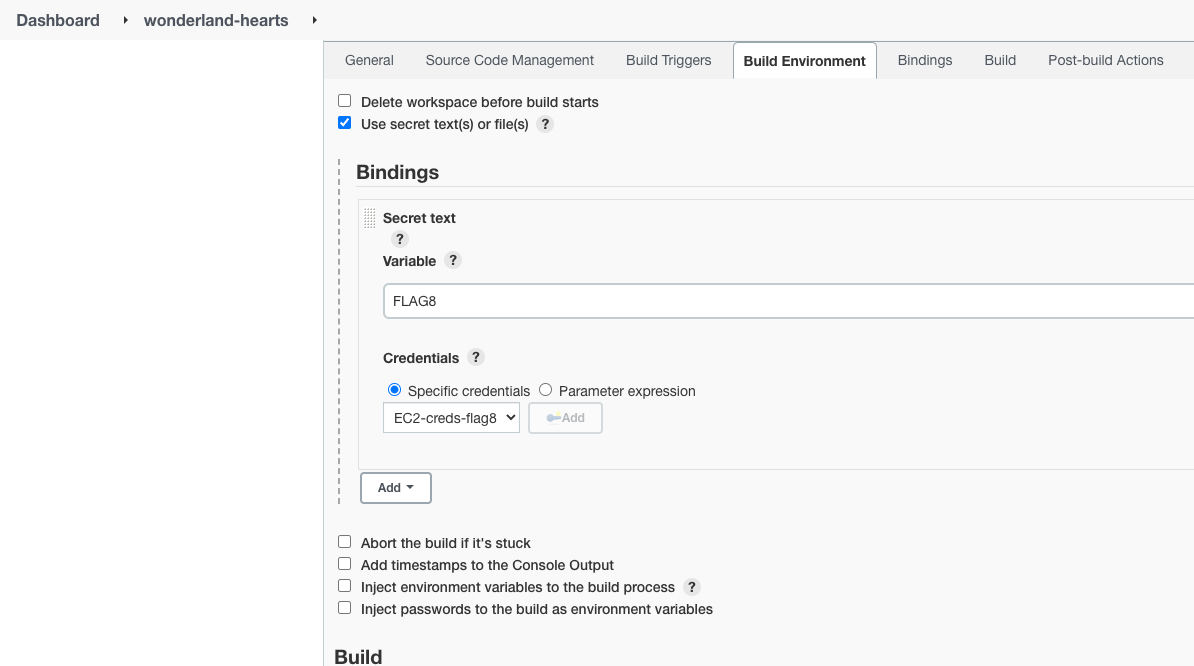 Dashboard wonderland-hearts
General Source Code Management Build Triggers Build Environment Bindings Build Post-build Actions
Delete workspace before build starts
Use secret text(s) or file(s) ?
Bindings
Secret text
?
Variable ?
FLAG8
Credentials ?
Specific credentials Parameter expression
EC2-creds-flag8 Add
Add
Abort the build if it's stuck
Add timestamps to the Console Output
Inject environment variables to the build process ?
Inject passwords to the build as environment variables
Build